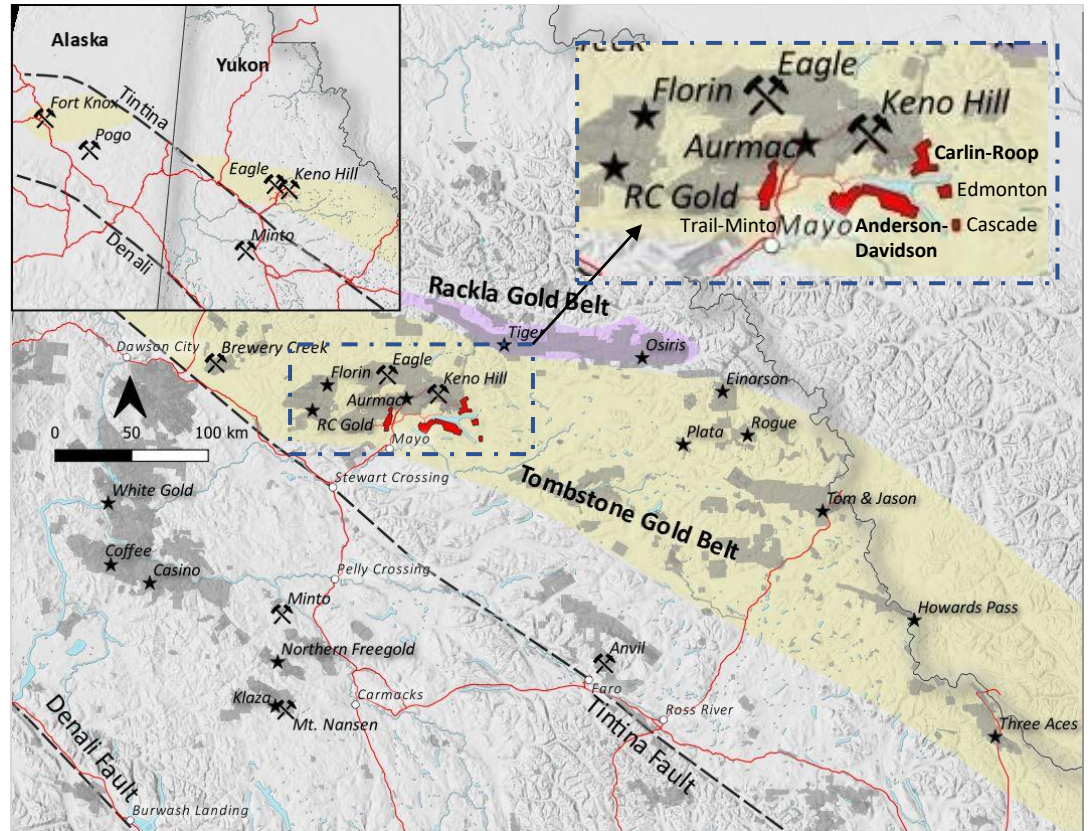 Alaska
Yukon
Tintina
Fort Knox
Pogo
Eagle
Keno Hill
Minto
Denali
Eagle
Florin
Keno Hill
Aurmac
Carlin-Roop
RC Gold
Edmonton
Trail-Minto
Mayo
Anderson-
Davidson
Cascade
Rackla Gold Belt
Tiger
Osiris
Dawson City
Brewery Creek
Eagle
Florin
Keno Hill
Aurmac
RC Gold
Mayo
Einarson
Rogue
Plata
0 50 100 km
Stewart Crossing
Tombstone Gold Belt
White Gold
Tom & Jason
Coffee
Casino
Pelly Crossing
Minto
Howards Pass
Northern Freegold
Anvil
Klaza
Mt. Nansen
Carmacks
Faro
Ross River
Three Aces
Denali Fault
Tintina Fault
Burwash Landing